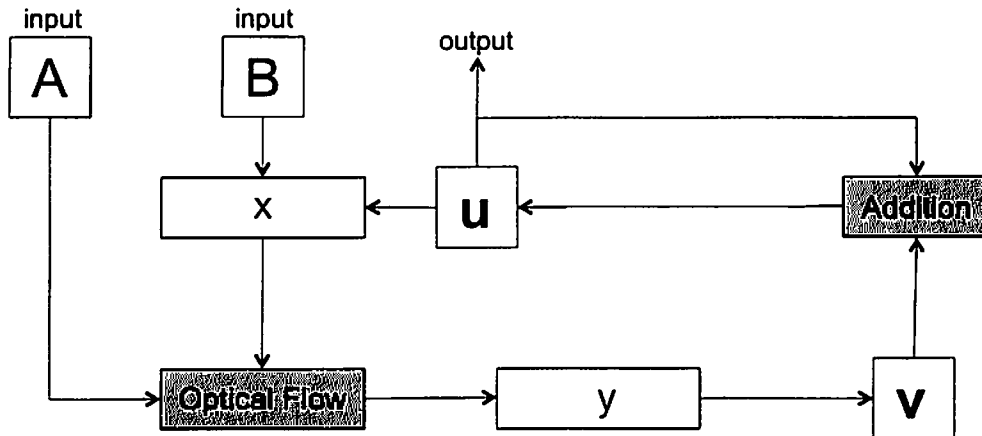 input
input
A
B
output
x
u
Addition
Optical Flow
y
v